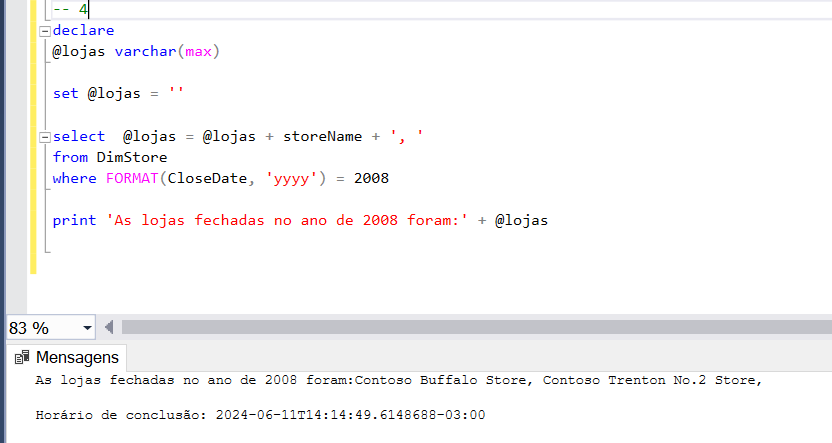 -- 4
declare
@lojas varchar(max)
set @lojas = ''
select  @lojas = @lojas + storeName + ', '
from DimStore
where FORMAT(CloseDate, 'yyyy') = 2008
print 'As lojas fechadas no ano de 2008 foram:' + @lojas
83 %
Mensagens
As lojas fechadas no ano de 2008 foram:Contoso Buffalo Store, Contoso Trenton No.2 Store,
Horário de conclusão: 2024-06-11T14:14:49.6148688-03:00